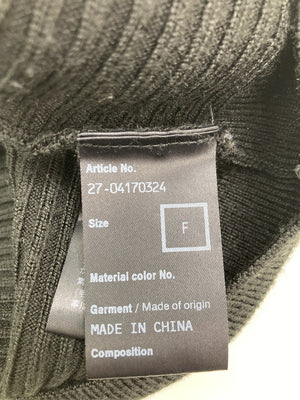 Article No.
27-04170324
Size
F
Material color No.
Garment / Made of origin
MADE IN CHINA
Composition